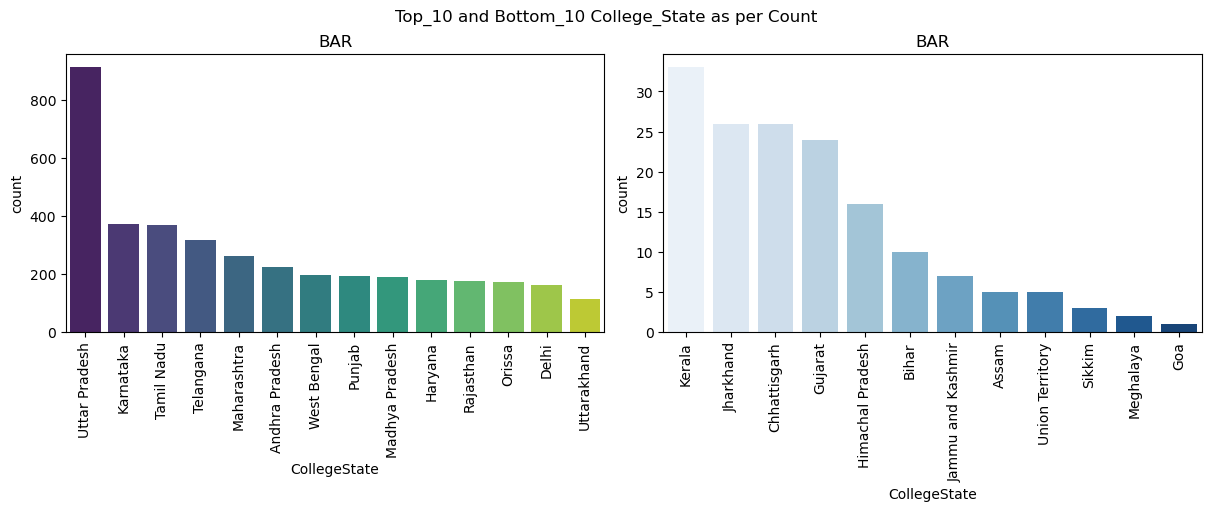 Top_10 and Bottom_10 College_State as per Count
BAR
count
800
600
400
200
0
Uttar Pradesh
Karnataka
Tamil Nadu
Telangana
Maharashtra
Andhra Pradesh
West Bengal
Punjab
Madhya Pradesh
Haryana
Rajasthan
Orissa
Delhi
Uttarakhand
CollegeState
BAR
count
30
25
20
15
10
5
0
Kerala
Jharkhand
Chhattisgarh
Gujarat
Himachal Pradesh
Bihar
Jammu and Kashmir
Assam
Union Territory
Sikkim
Meghalaya
Goa
CollegeState